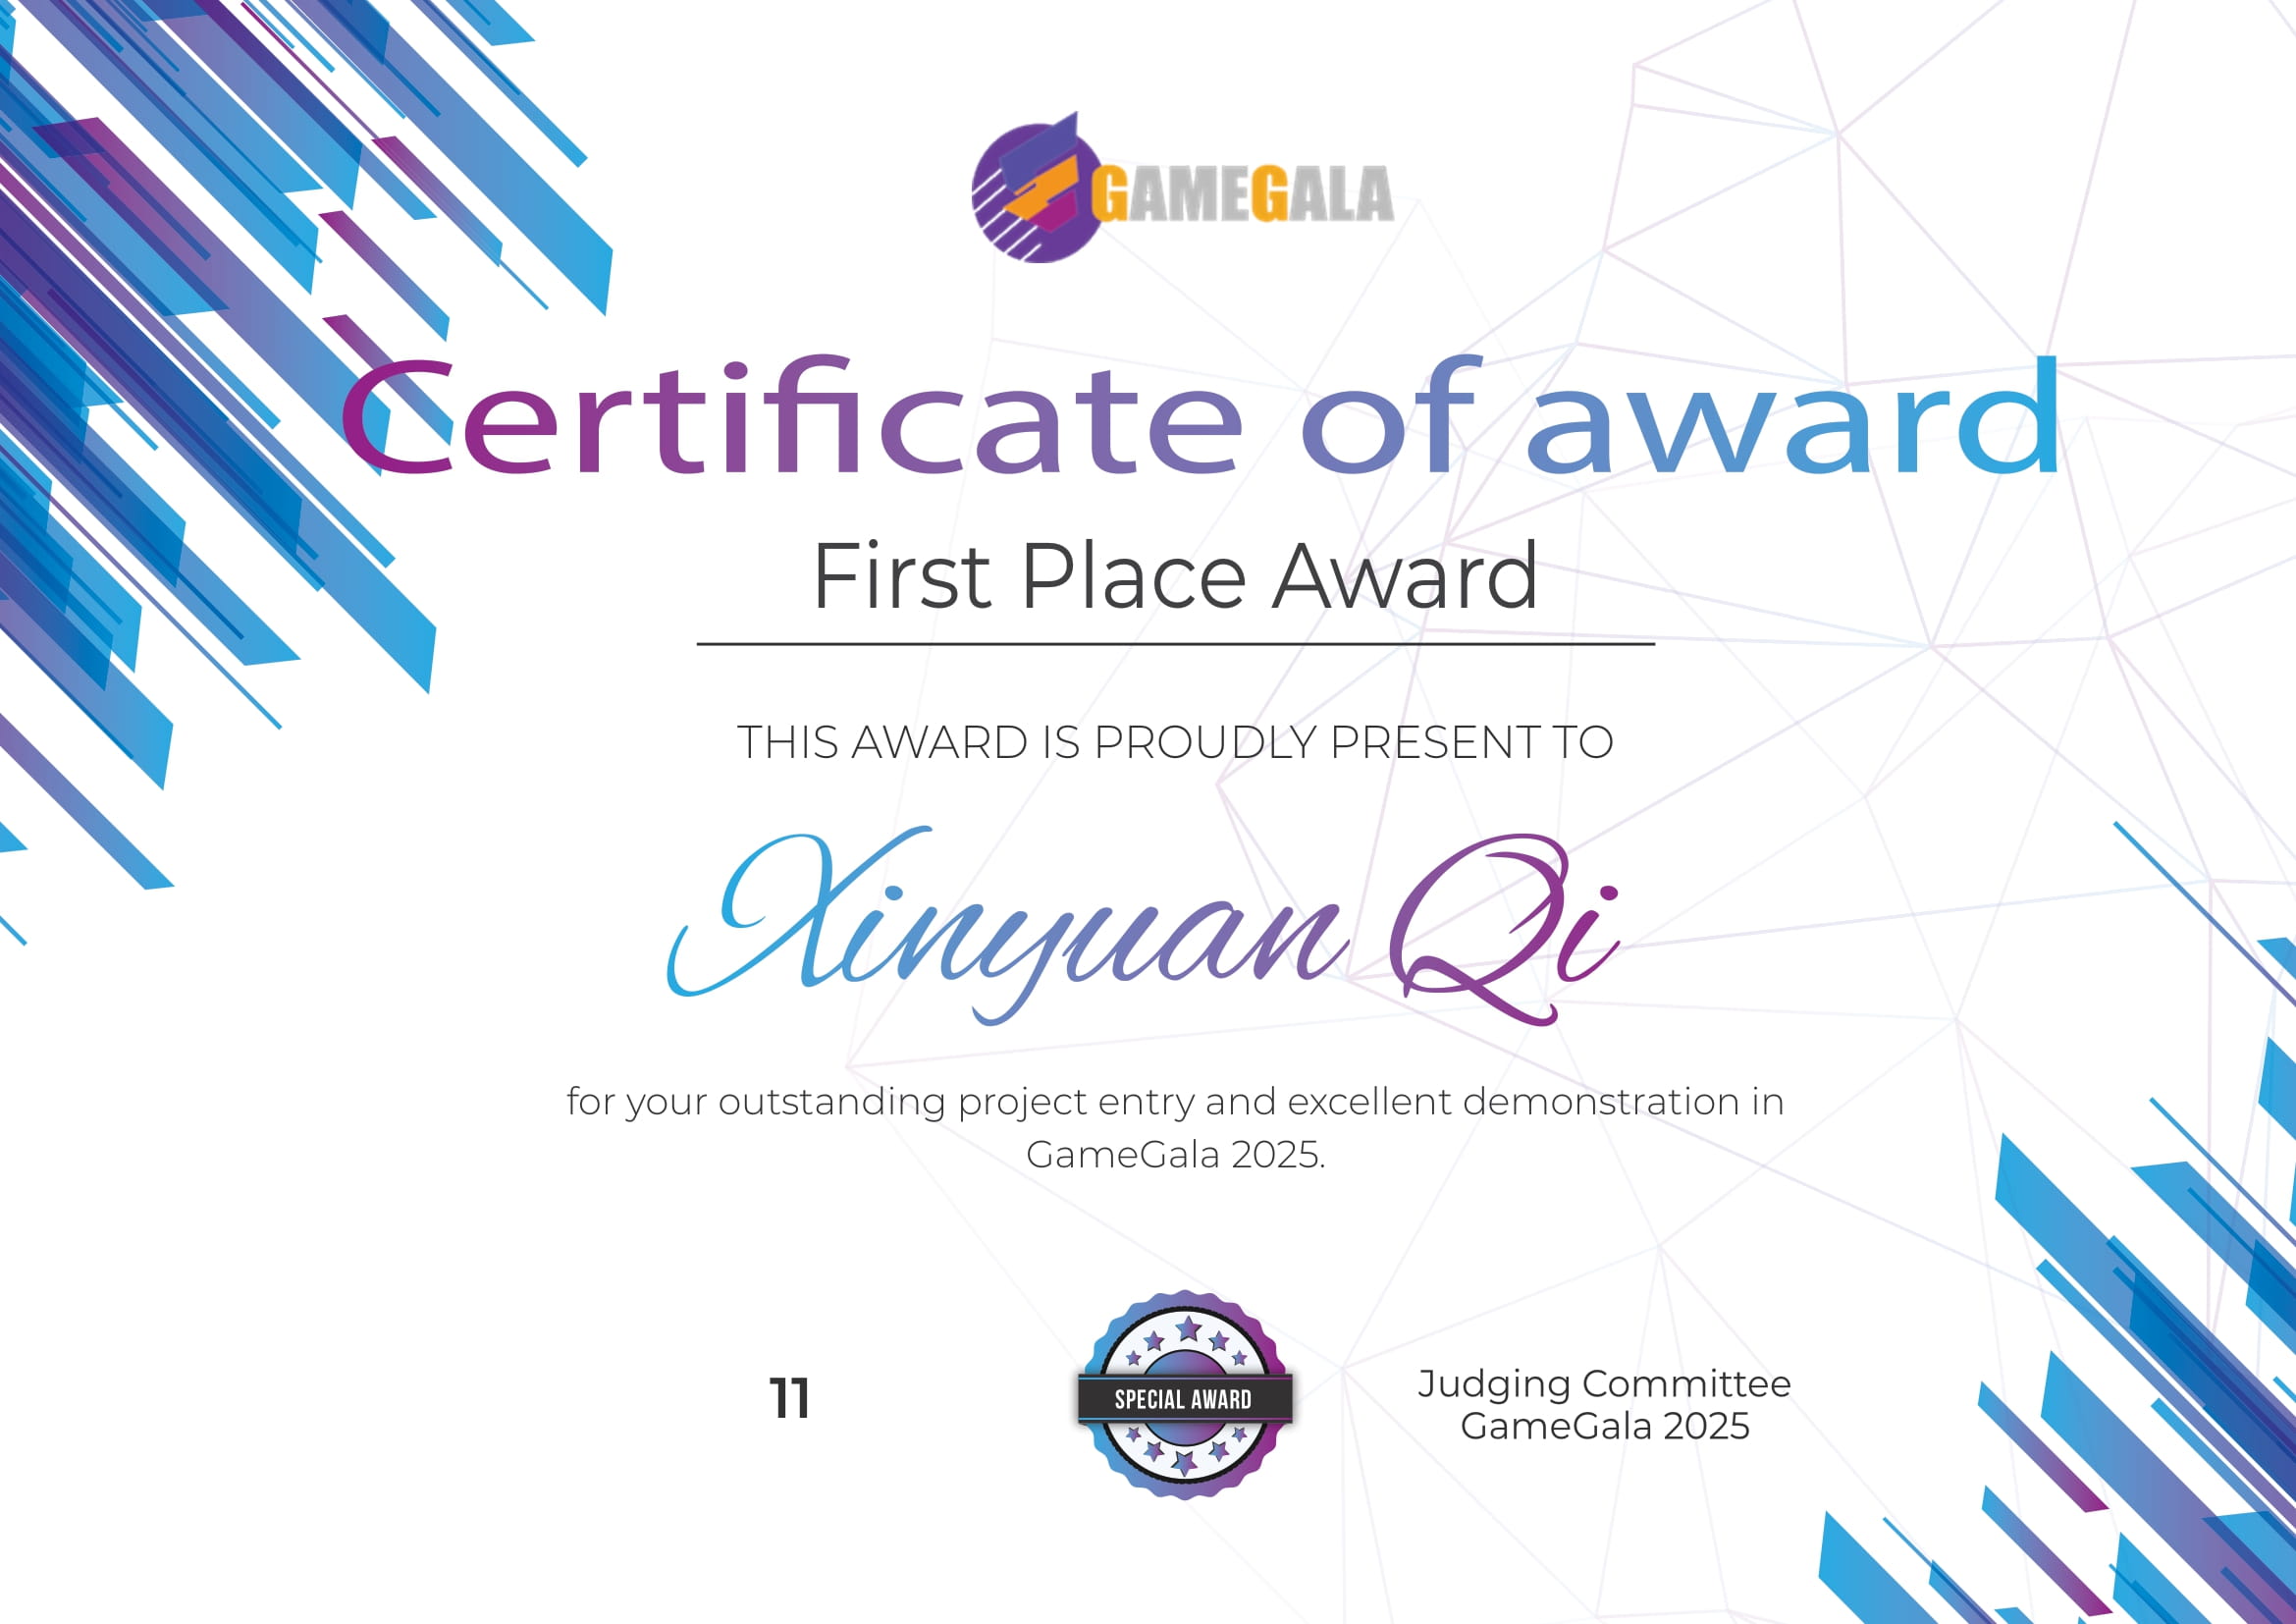 GAMEGALA
Certificate of award
First Place Award
THIS AWARD IS PROUDLY PRESENT TO
Xinyuan Qi
for your outstanding project entry and excellent demonstration in
GameGala 2025.
11
SPECIAL AWARD
Judging Committee
GameGala 2025